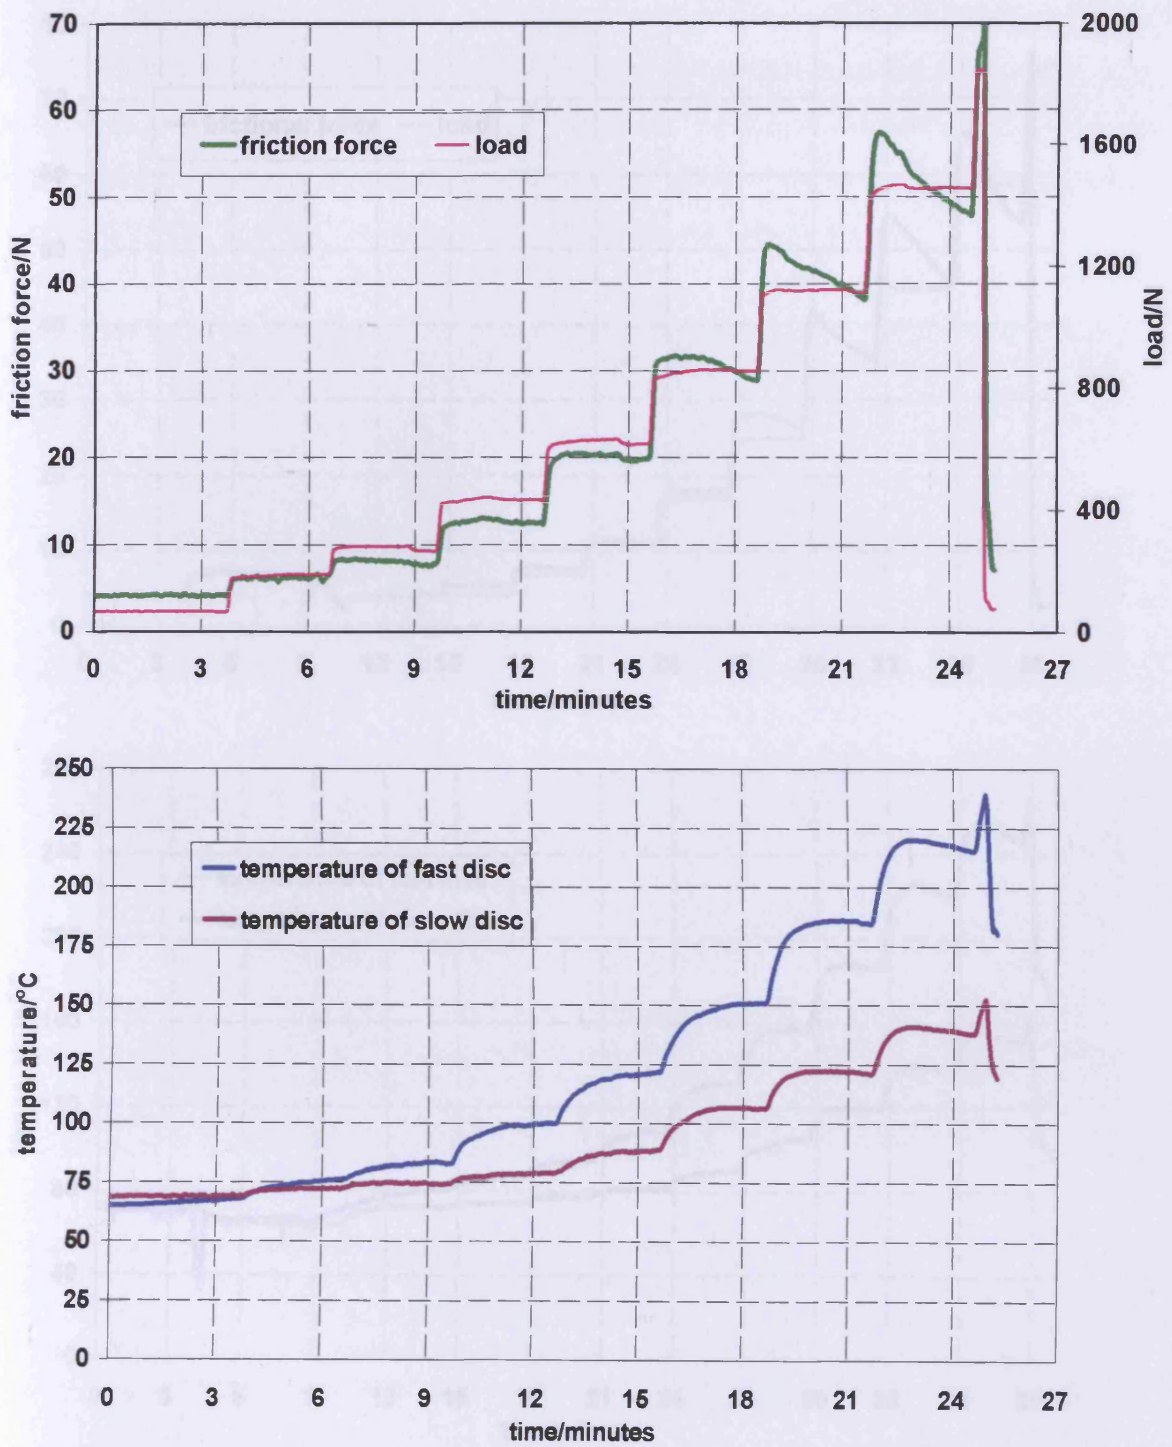 70
60
50
40
30
20
10
0
friction force/N
2000
1600
1200
800
400
0
load/N
friction force load
0 3 6 9 12 15 18 21 24 27
time/minutes
250
225
200
175
150
125
100
75
50
25
0
temperature/°C
temperature of fast disc
temperature of slow disc
0 3 6 9 12 15 18 21 24 27
time/minutes